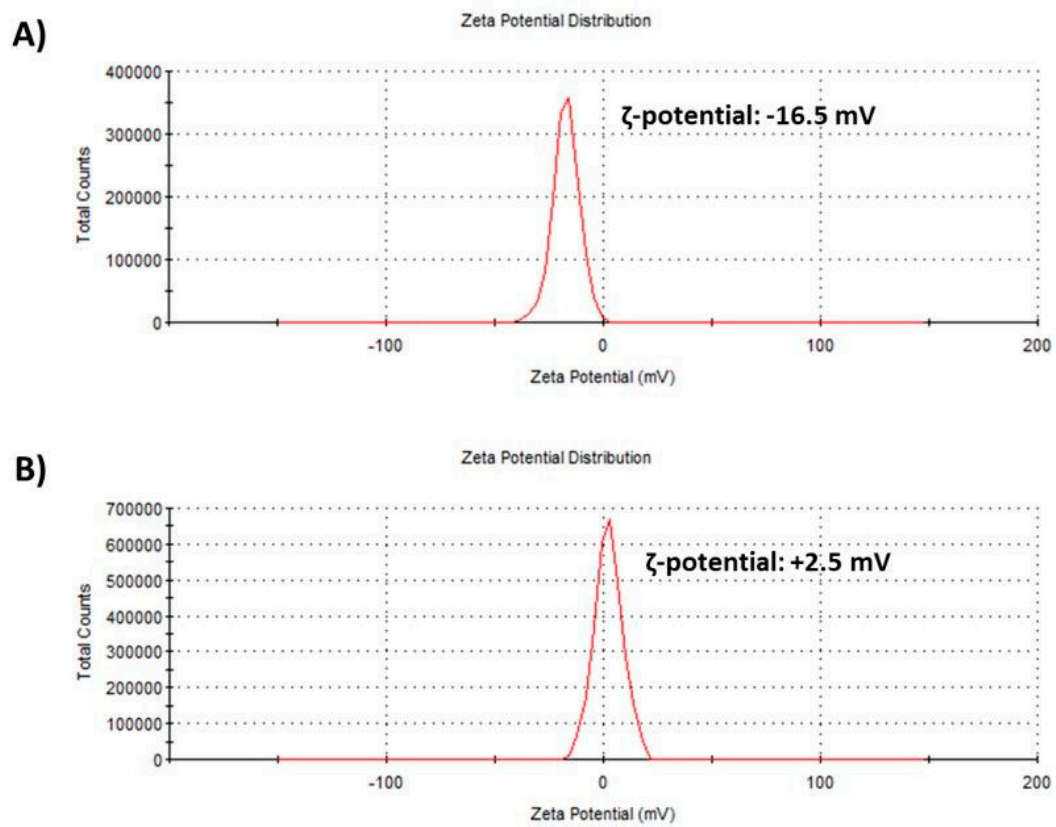 A)
Zeta Potential Distribution
400000
ζ-potential: -16.5 mV
300000
Total Counts
200000
100000
0
-100 0 100 200
Zeta Potential (mV)
B)
Zeta Potential Distribution
700000
600000
ζ-potential: +2.5 mV
500000
400000
Total Counts
300000
200000
100000
0
-100 0 100 200
Zeta Potential (mV)